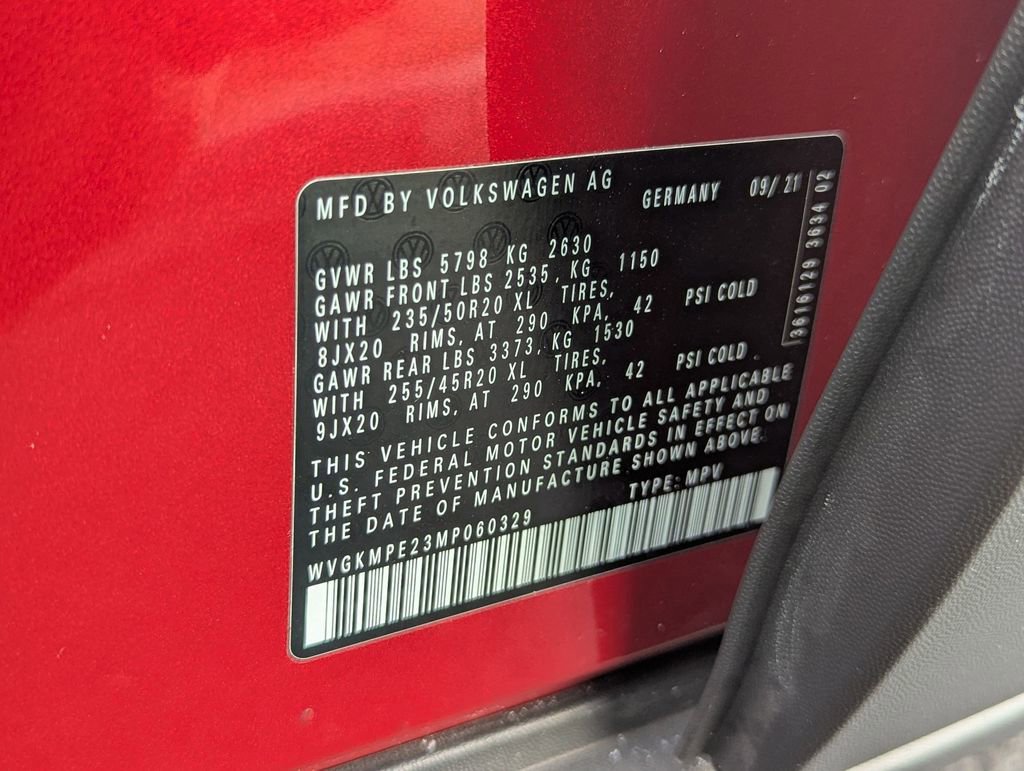 MFD BY VOLKSWAGEN AG GERMANY 09/ 21
GVWR LBS 5798 KG 2630
GAWR FRONT LBS 2535, KG 1150
WITH 235/50R20 XL TIRES,
8JX20 RIMS, AT 290 KPA, 42 PSI COLD
GAWR REAR LBS 3373, KG 1530
WITH 255/45R20 XL TIRES,
9JX20 RIMS, AT 290 KPA, 42 PSI COLD.
THIS VEHICLE CONFORMS TO ALL APPLICABLE
U.S. FEDERAL MOTOR VEHICLE SAFETY AND
THEFT PREVENTION STANDARDS IN EFFECT ON
THE DATE OF MANUFACTURE SHOWN ABOVE.
TYPE: MPV
WVGKMPE23MP060329
3616129 3634 02